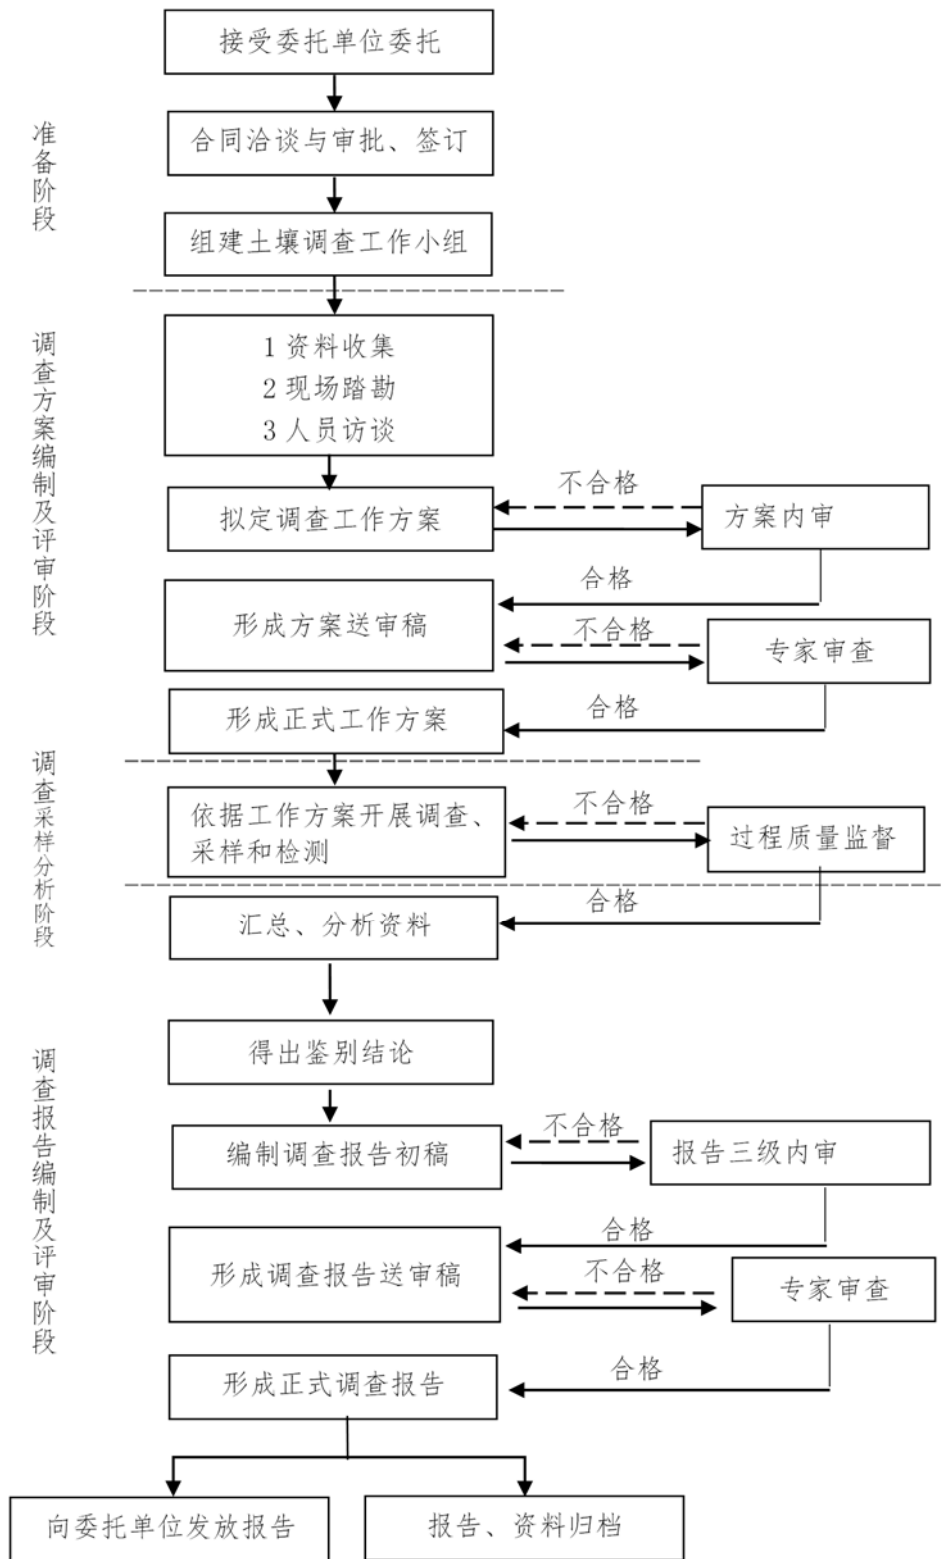 接受委托单位委托
准备阶段
合同洽谈与审批、签订
组建土壤调查工作小组
调查方案编制及评审阶段
1 资料收集
2 现场踏勘
3 人员访谈
不合格
拟定调查工作方案
方案内审
合格
形成方案送审稿
不合格
专家审查
合格
形成正式工作方案
调查采样分析阶段
不合格
依据工作方案开展调查、
采样和检测
过程质量监督
合格
汇总、分析资料
得出鉴别结论
调查报告编制及评审阶段
不合格
编制调查报告初稿
报告三级内审
合格
形成调查报告送审稿
不合格
专家审查
合格
形成正式调查报告
向委托单位发放报告
报告、资料归档